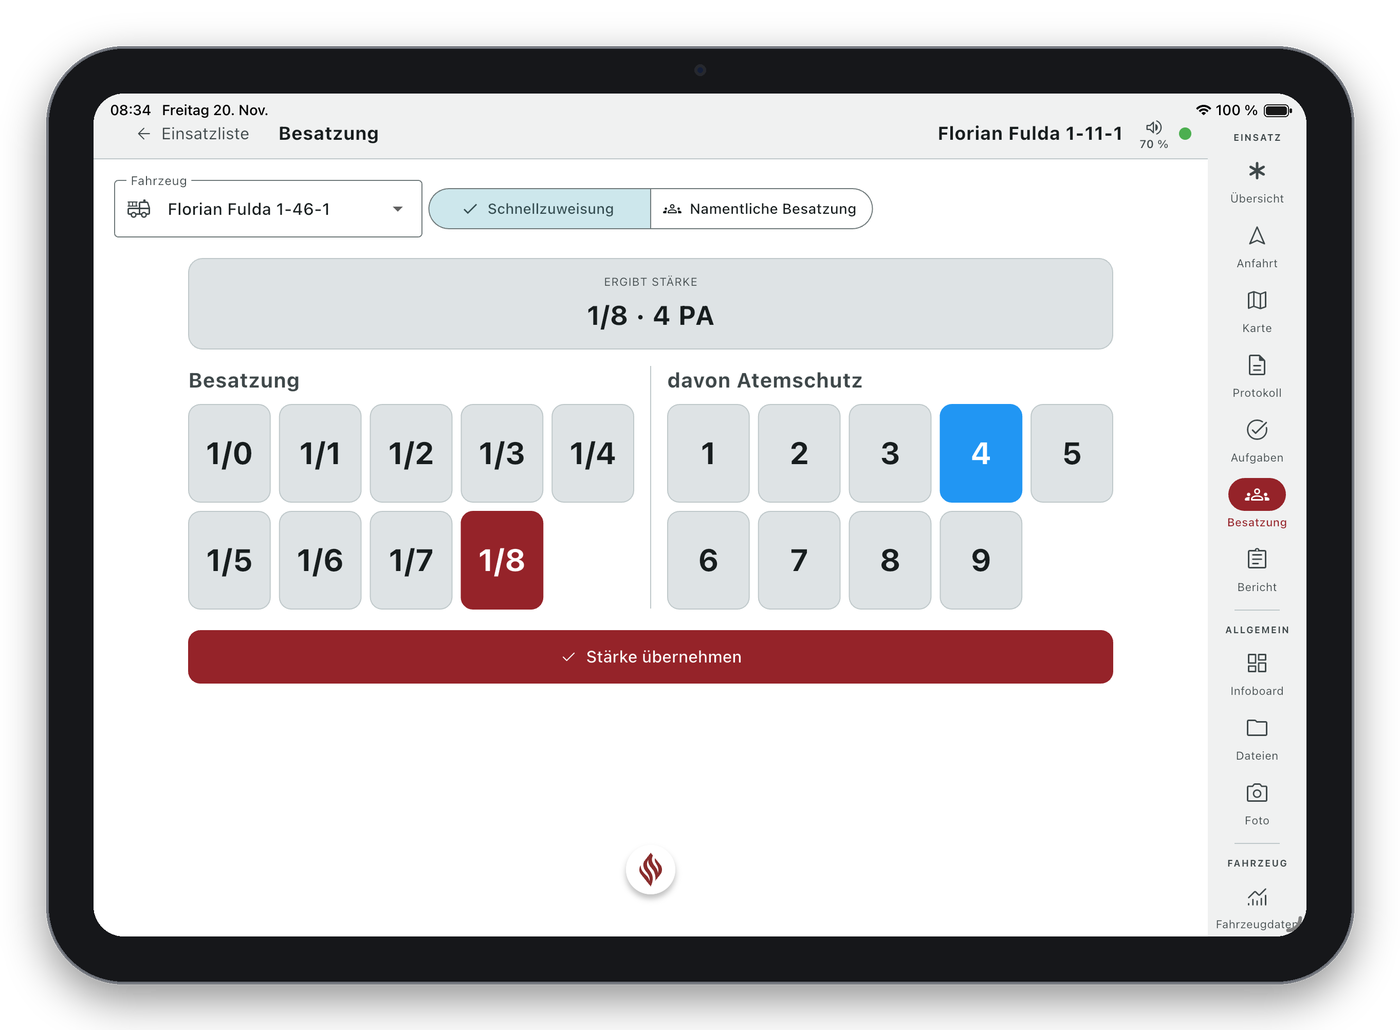 08:34 Freitag 20. Nov.
100 %
Einsatzliste
Besatzung
Florian Fulda 1-11-1
70 %
Fahrzeug
Florian Fulda 1-46-1
Schnellzuweisung
Namentliche Besatzung
ERGIBT STÄRKE
1/8 · 4 PA
Besatzung
1/0 1/1 1/2 1/3 1/4
1/5 1/6 1/7 1/8
davon Atemschutz
1 2 3 4 5
6 7 8 9
Stärke übernehmen
EINSATZ
Übersicht
Anfahrt
Karte
Protokoll
Aufgaben
Besatzung
Bericht
ALLGEMEIN
Infoboard
Dateien
Foto
FAHRZEUG
Fahrzeugdaten